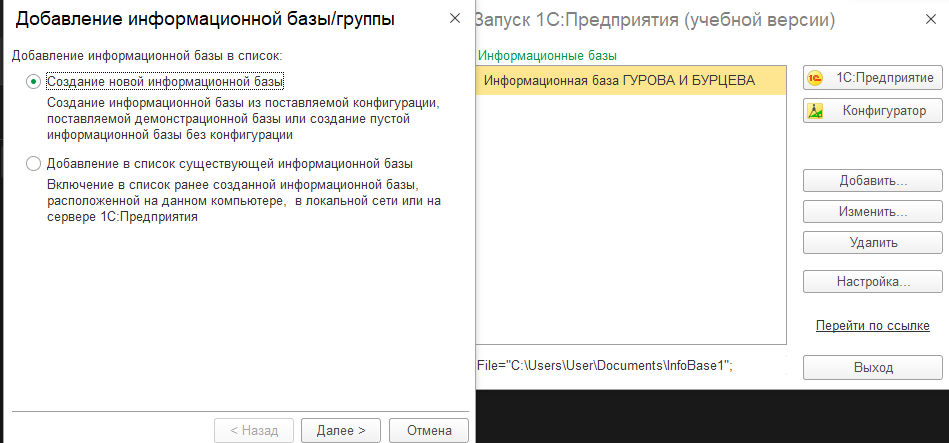 Добавление информационной базы/группы
Добавление информационной базы в список:
Создание новой информационной базы
Создание информационной базы из поставляемой конфигурации,
поставляемой демонстрационной базы или создание пустой
информационной базы без конфигурации
Добавление в список существующей информационной базы
Включение в список ранее созданной информационной базы,
расположенной на данном компьютере, в локальной сети или на
сервере 1С:Предприятия
< Назад
Далее >
Отмена
Запуск 1С:Предприятия (учебной версии)
Информационные базы
Информационная база ГУРОВА И БУРЦЕВА
File="C:\Users\User\Documents\InfoBase1";
1С:Предприятие
Конфигуратор
Добавить...
Изменить...
Удалить
Настройка...
Перейти по ссылке
Выход